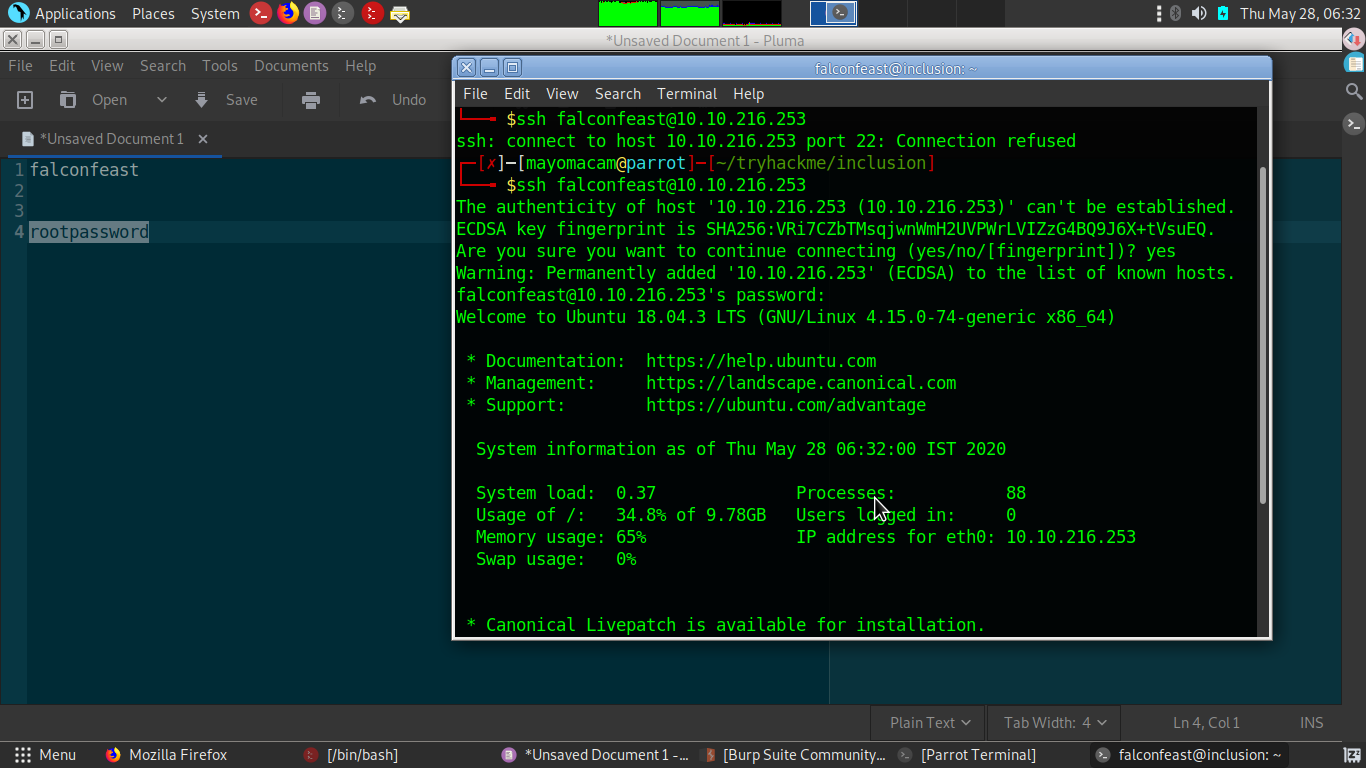 Applications Places System Thu May 28, 06:32
*Unsaved Document 1 - Pluma
File Edit View Search Tools Documents Help
Open Save Undo
*Unsaved Document 1
1 falconfeast
2
3
4 rootpassword
falconfeast@inclusion: ~
File Edit View Search Terminal Help
$ssh falconfeast@10.10.216.253
ssh: connect to host 10.10.216.253 port 22: Connection refused
[✗]─[mayomacam@parrot]─[~/tryhackme/inclusion]
$ssh falconfeast@10.10.216.253
The authenticity of host '10.10.216.253 (10.10.216.253)' can't be established.
ECDSA key fingerprint is SHA256:VRi7CZbTMsqjwnWmH2UVPWrLVIZzG4BQ9J6X+tVsuEQ.
Are you sure you want to continue connecting (yes/no/[fingerprint])? yes
Warning: Permanently added '10.10.216.253' (ECDSA) to the list of known hosts.
falconfeast@10.10.216.253's password:
Welcome to Ubuntu 18.04.3 LTS (GNU/Linux 4.15.0-74-generic x86_64)
* Documentation: https://help.ubuntu.com
* Management: https://landscape.canonical.com
* Support: https://ubuntu.com/advantage
System information as of Thu May 28 06:32:00 IST 2020
System load: 0.37 Processes: 88
Usage of /: 34.8% of 9.78GB Users logged in: 0
Memory usage: 65% IP address for eth0: 10.10.216.253
Swap usage: 0%
* Canonical Livepatch is available for installation.
Plain Text Tab Width: 4 Ln 4, Col 1 INS
Menu Mozilla Firefox [/bin/bash] *Unsaved Document 1 -... [Burp Suite Community... [Parrot Terminal] falconfeast@inclusion: ~